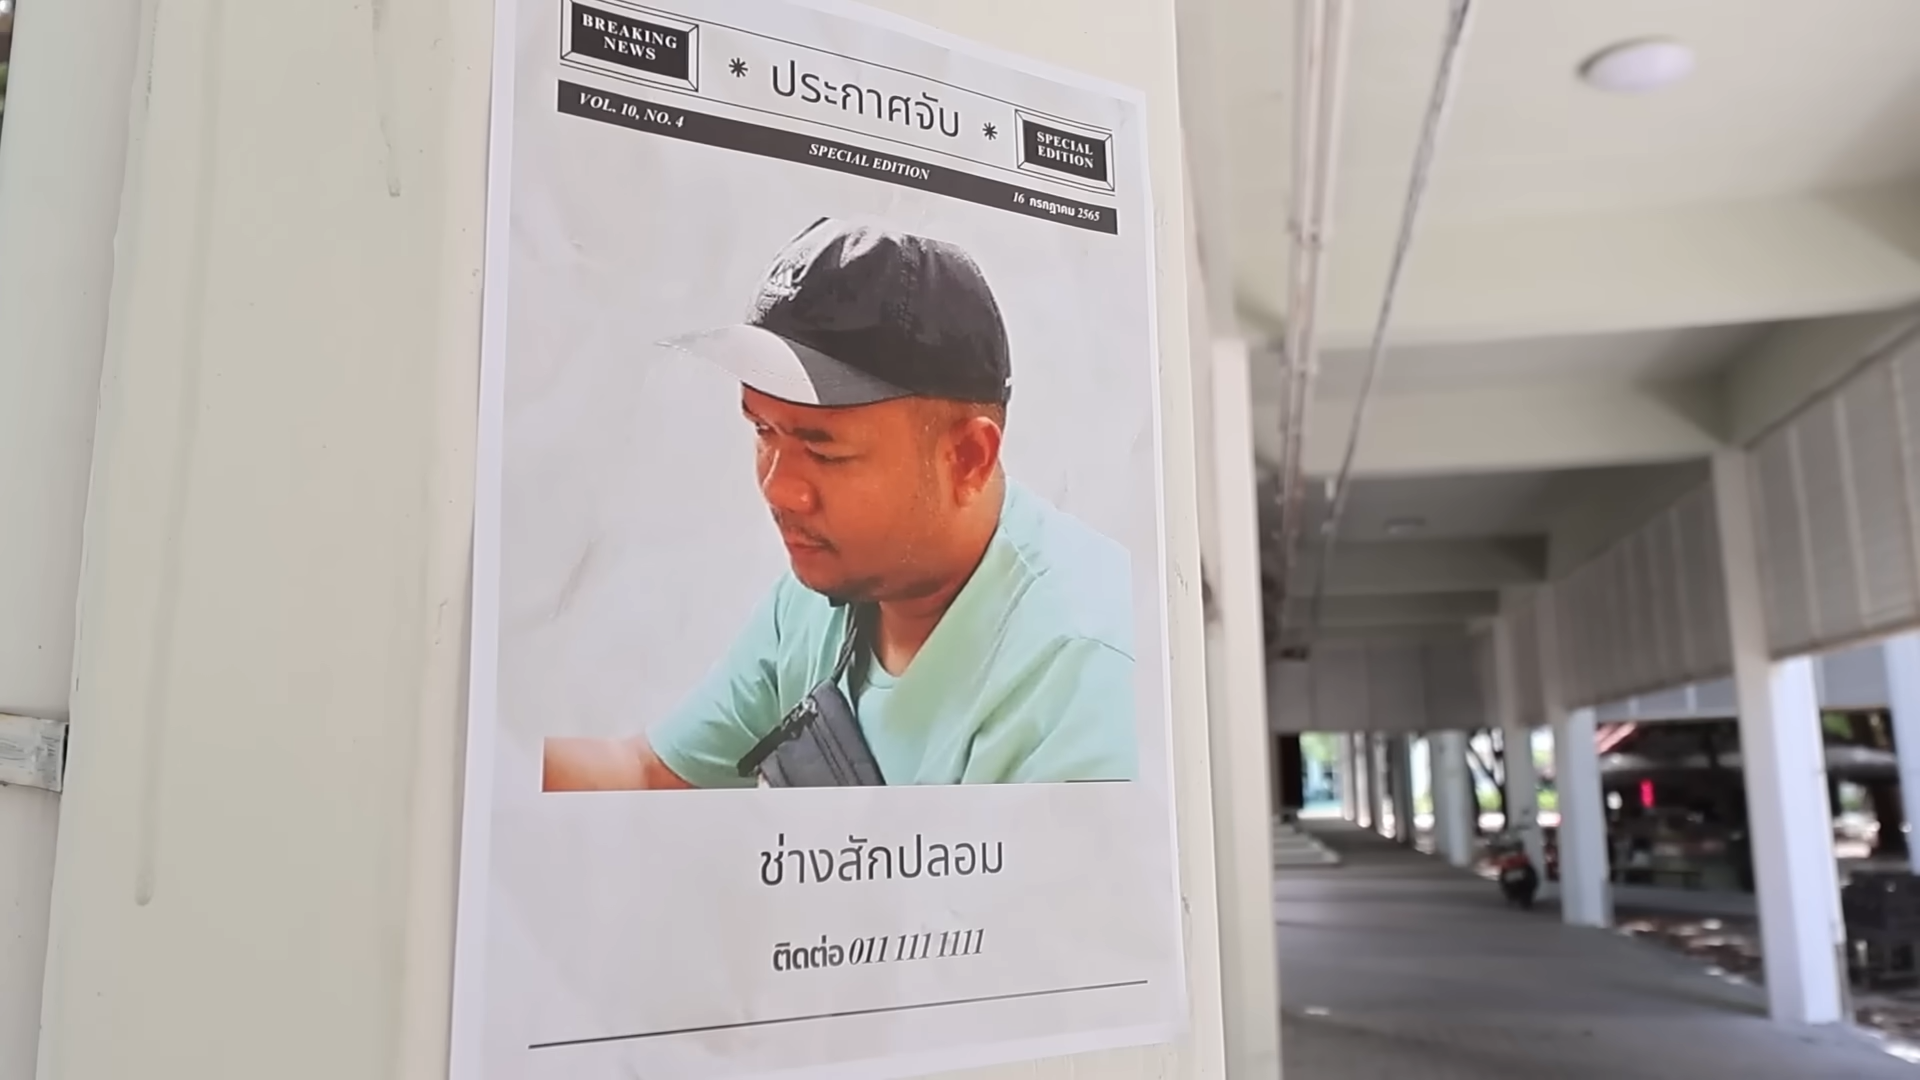 BREAKING
NEWS
* ประกาศจับ *
SPECIAL
EDITION
VOL. 10, NO. 4
SPECIAL EDITION
16 กรกฎาคม 2565
ช่างสักปลอม
ติดต่อ 011 111 1111